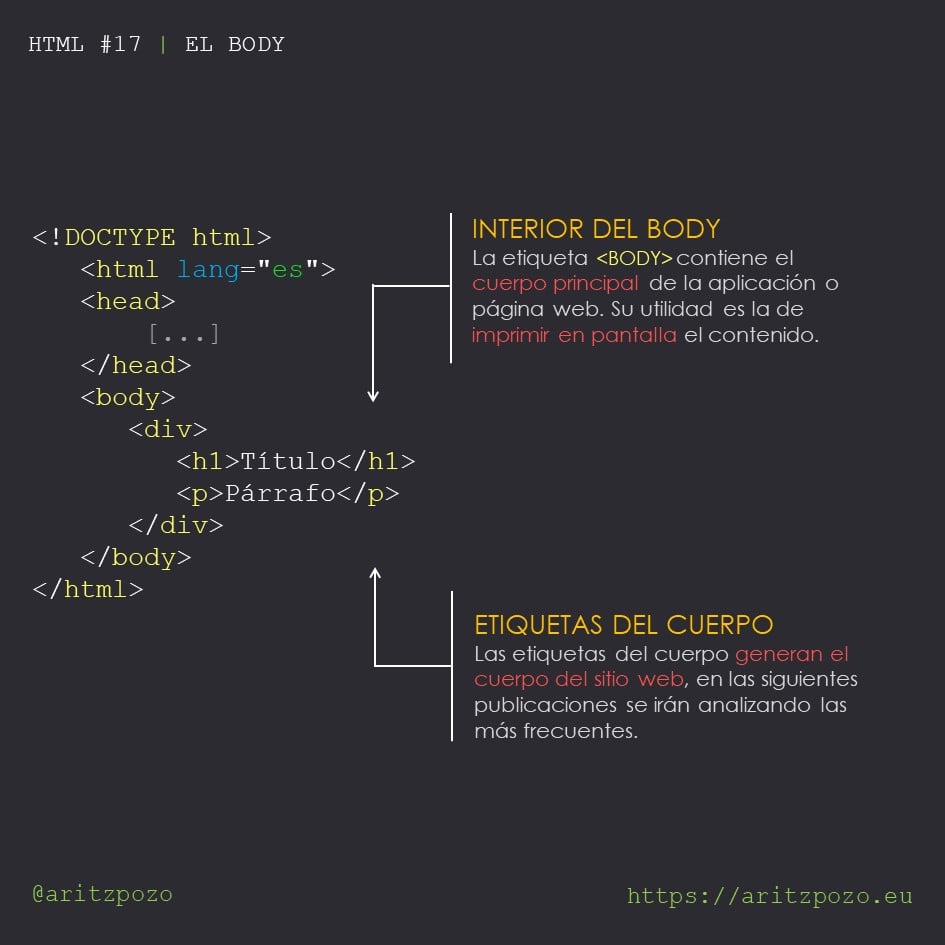 HTML #17 | EL BODY
<!DOCTYPE html>
<html lang="es">
<head>
[...]
</head>
<body>
<div>
<h1>Título</h1>
<p>Párrafo</p>
</div>
</body>
</html>
INTERIOR DEL BODY
La etiqueta <BODY> contiene el
cuerpo principal de la aplicación o
página web. Su utilidad es la de
imprimir en pantalla el contenido.
ETIQUETAS DEL CUERPO
Las etiquetas del cuerpo generan el
cuerpo del sitio web, en las siguientes
publicaciones se irán analizando las
más frecuentes.
@aritzpozo
https://aritzpozo.eu